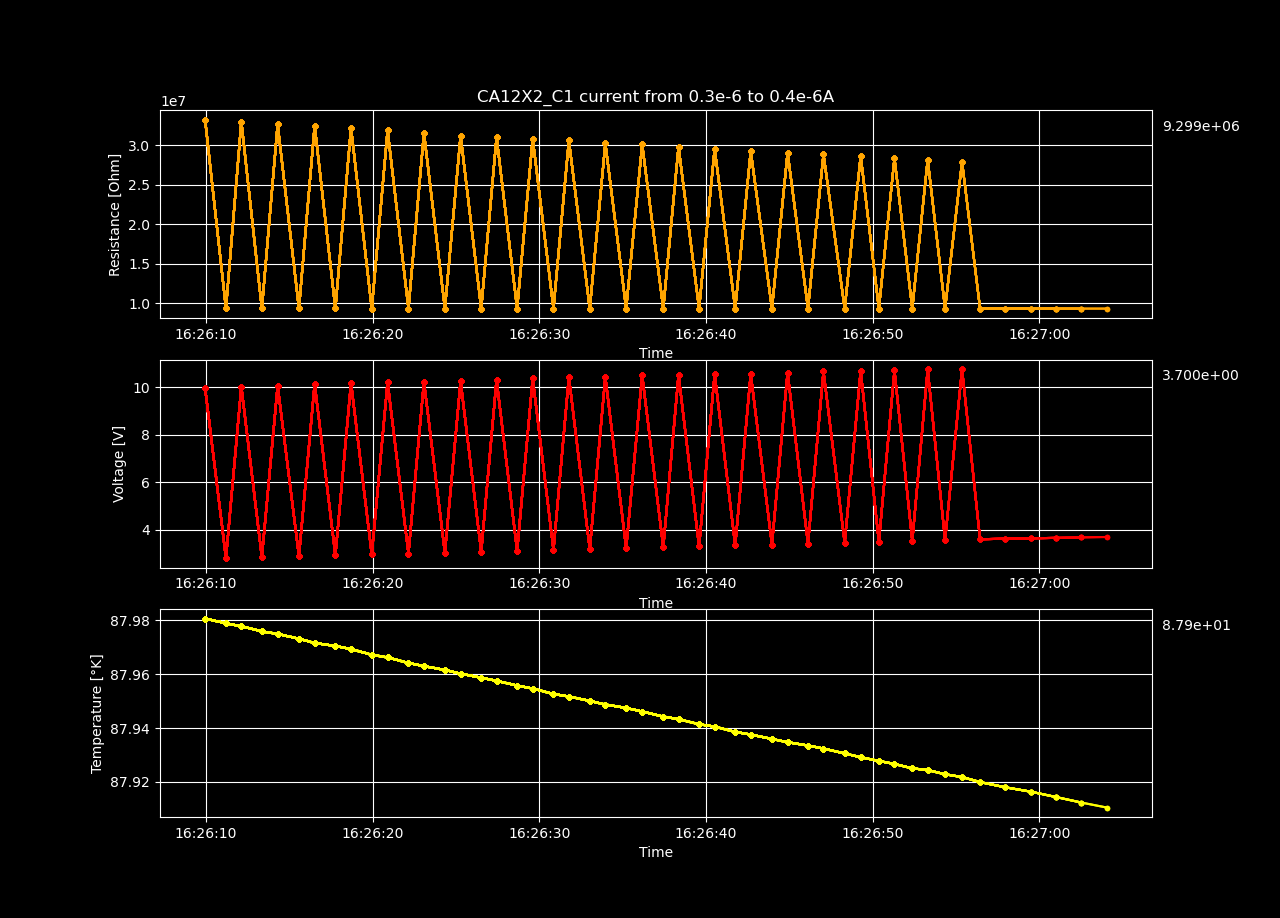 CA12X2_C1 current from 0.3e-6 to 0.4e-6A
1e7
9.299e+06
Resistance [Ohm]
3.0
2.5
2.0
1.5
1.0
16:26:10 16:26:20 16:26:30 16:26:40 16:26:50 16:27:00
Time
3.700e+00
Voltage [V]
10
8
6
4
16:26:10 16:26:20 16:26:30 16:26:40 16:26:50 16:27:00
Time
8.79e+01
Temperature [°K]
87.98
87.96
87.94
87.92
16:26:10 16:26:20 16:26:30 16:26:40 16:26:50 16:27:00
Time